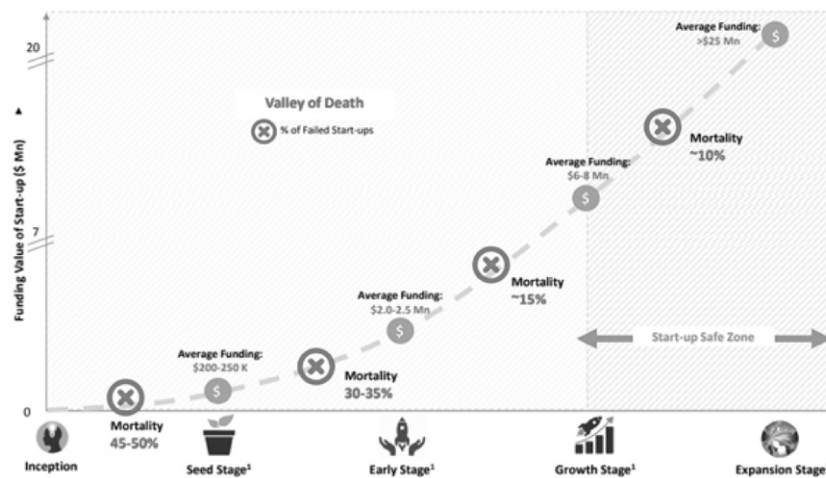 Funding Value of Start-up ($ Mn)
20
7
0
Valley of Death
% of Failed Start-ups
Average Funding:
>$25 Mn
Mortality
~10%
Average Funding:
$6-8 Mn
Mortality
~15%
Average Funding:
$2.0-2.5 Mn
Start-up Safe Zone
Average Funding:
$200-250 K
Mortality
30-35%
Mortality
45-50%
Inception
Seed Stage¹
Early Stage¹
Growth Stage¹
Expansion Stage